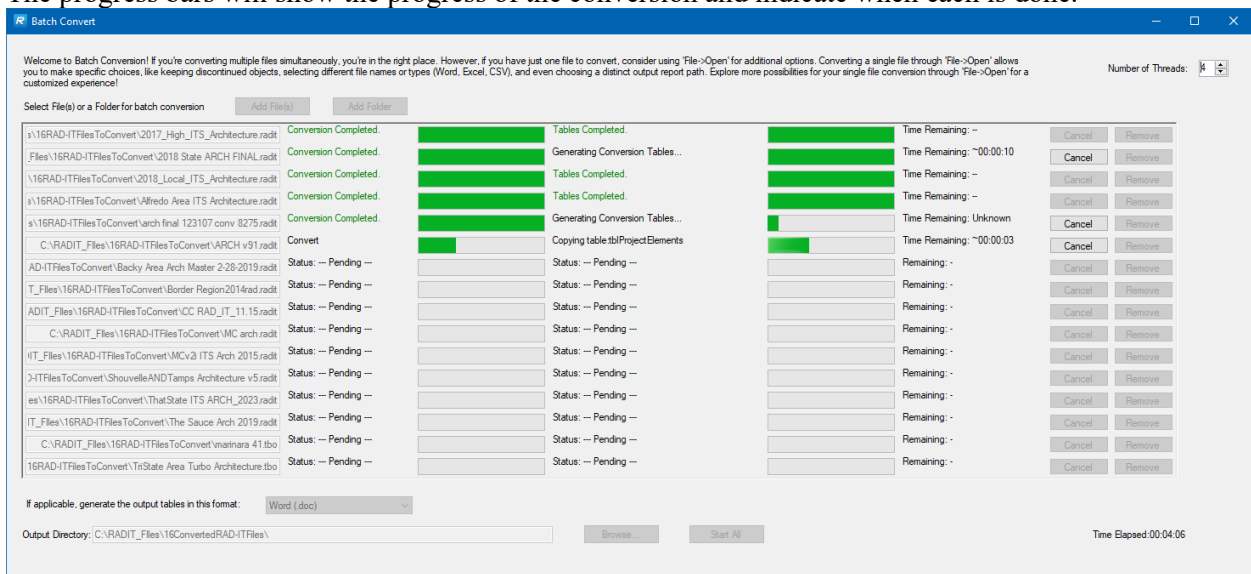 The progress bars will show the progress of the conversion and indicate when each is done.
Batch Convert
Welcome to Batch Conversion! If you're converting multiple files simultaneously, you're in the right place. However, if you have just one file to convert, consider using 'File->Open' for additional options. Converting a single file through 'File->Open' allows
you to make specific choices, like keeping discontinued objects, selecting different file names or types (Word, Excel, CSV), and even choosing a distinct output report path. Explore more possibilities for your single file conversion through 'File->Open' for a
customized experience!
Number of Threads: 4
Select File(s) or a Folder for batch conversion Add File(s) Add Folder
s\16RAD-ITFilesToConvert\2017_High_ITS_Architecture.radit Conversion Completed. Tables Completed. Time Remaining: -- Cancel Remove
_FIles\16RAD-ITFilesToConvert\2018 State ARCH FINAL.radit Conversion Completed. Generating Conversion Tables... Time Remaining: ~00:00:10 Cancel Remove
\16RAD-ITFilesToConvert\2018_Local_ITS_Architecture.radit Conversion Completed. Tables Completed. Time Remaining: -- Cancel Remove
s\16RAD-ITFilesToConvert\Alfredo Area ITS Architecture.radit Conversion Completed. Tables Completed. Time Remaining: -- Cancel Remove
s\16RAD-ITFilesToConvert\arch final 123107 conv 8275.radit Conversion Completed. Generating Conversion Tables... Time Remaining: Unknown Cancel Remove
C:\RADIT_FIles\16RAD-ITFilesToConvert\ARCH v91.radit Convert Copying table:tblProjectElements Time Remaining: ~00:00:03 Cancel Remove
AD-ITFilesToConvert\Backy Area Arch Master 2-28-2019.radit Status: --- Pending --- Status: --- Pending --- Remaining: - Cancel Remove
T_FIles\16RAD-ITFilesToConvert\Border Region2014rad.radit Status: --- Pending --- Status: --- Pending --- Remaining: - Cancel Remove
ADIT_FIles\16RAD-ITFilesToConvert\CC RAD_IT_11.15.radit Status: --- Pending --- Status: --- Pending --- Remaining: - Cancel Remove
C:\RADIT_FIles\16RAD-ITFilesToConvert\MC arch.radit Status: --- Pending --- Status: --- Pending --- Remaining: - Cancel Remove
IT_FIles\16RAD-ITFilesToConvert\MCv2i ITS Arch 2015.radit Status: --- Pending --- Status: --- Pending --- Remaining: - Cancel Remove
D-ITFilesToConvert\ShouvelleANDTamps Architecture v5.radit Status: --- Pending --- Status: --- Pending --- Remaining: - Cancel Remove
es\16RAD-ITFilesToConvert\ThatState ITS ARCH_2023.radit Status: --- Pending --- Status: --- Pending --- Remaining: - Cancel Remove
IT_FIles\16RAD-ITFilesToConvert\The Sauce Arch 2019.radit Status: --- Pending --- Status: --- Pending --- Remaining: - Cancel Remove
C:\RADIT_FIles\16RAD-ITFilesToConvert\marinara 41.tbo Status: --- Pending --- Status: --- Pending --- Remaining: - Cancel Remove
16RAD-ITFilesToConvert\TriState Area Turbo Architecture.tbo Status: --- Pending --- Status: --- Pending --- Remaining: - Cancel Remove
If applicable, generate the output tables in this format: Word (.doc)
Output Directory: C:\RADIT_FIles\16ConvertedRAD-ITFiles\ Browse... Start All Time Elapsed:00:04:06